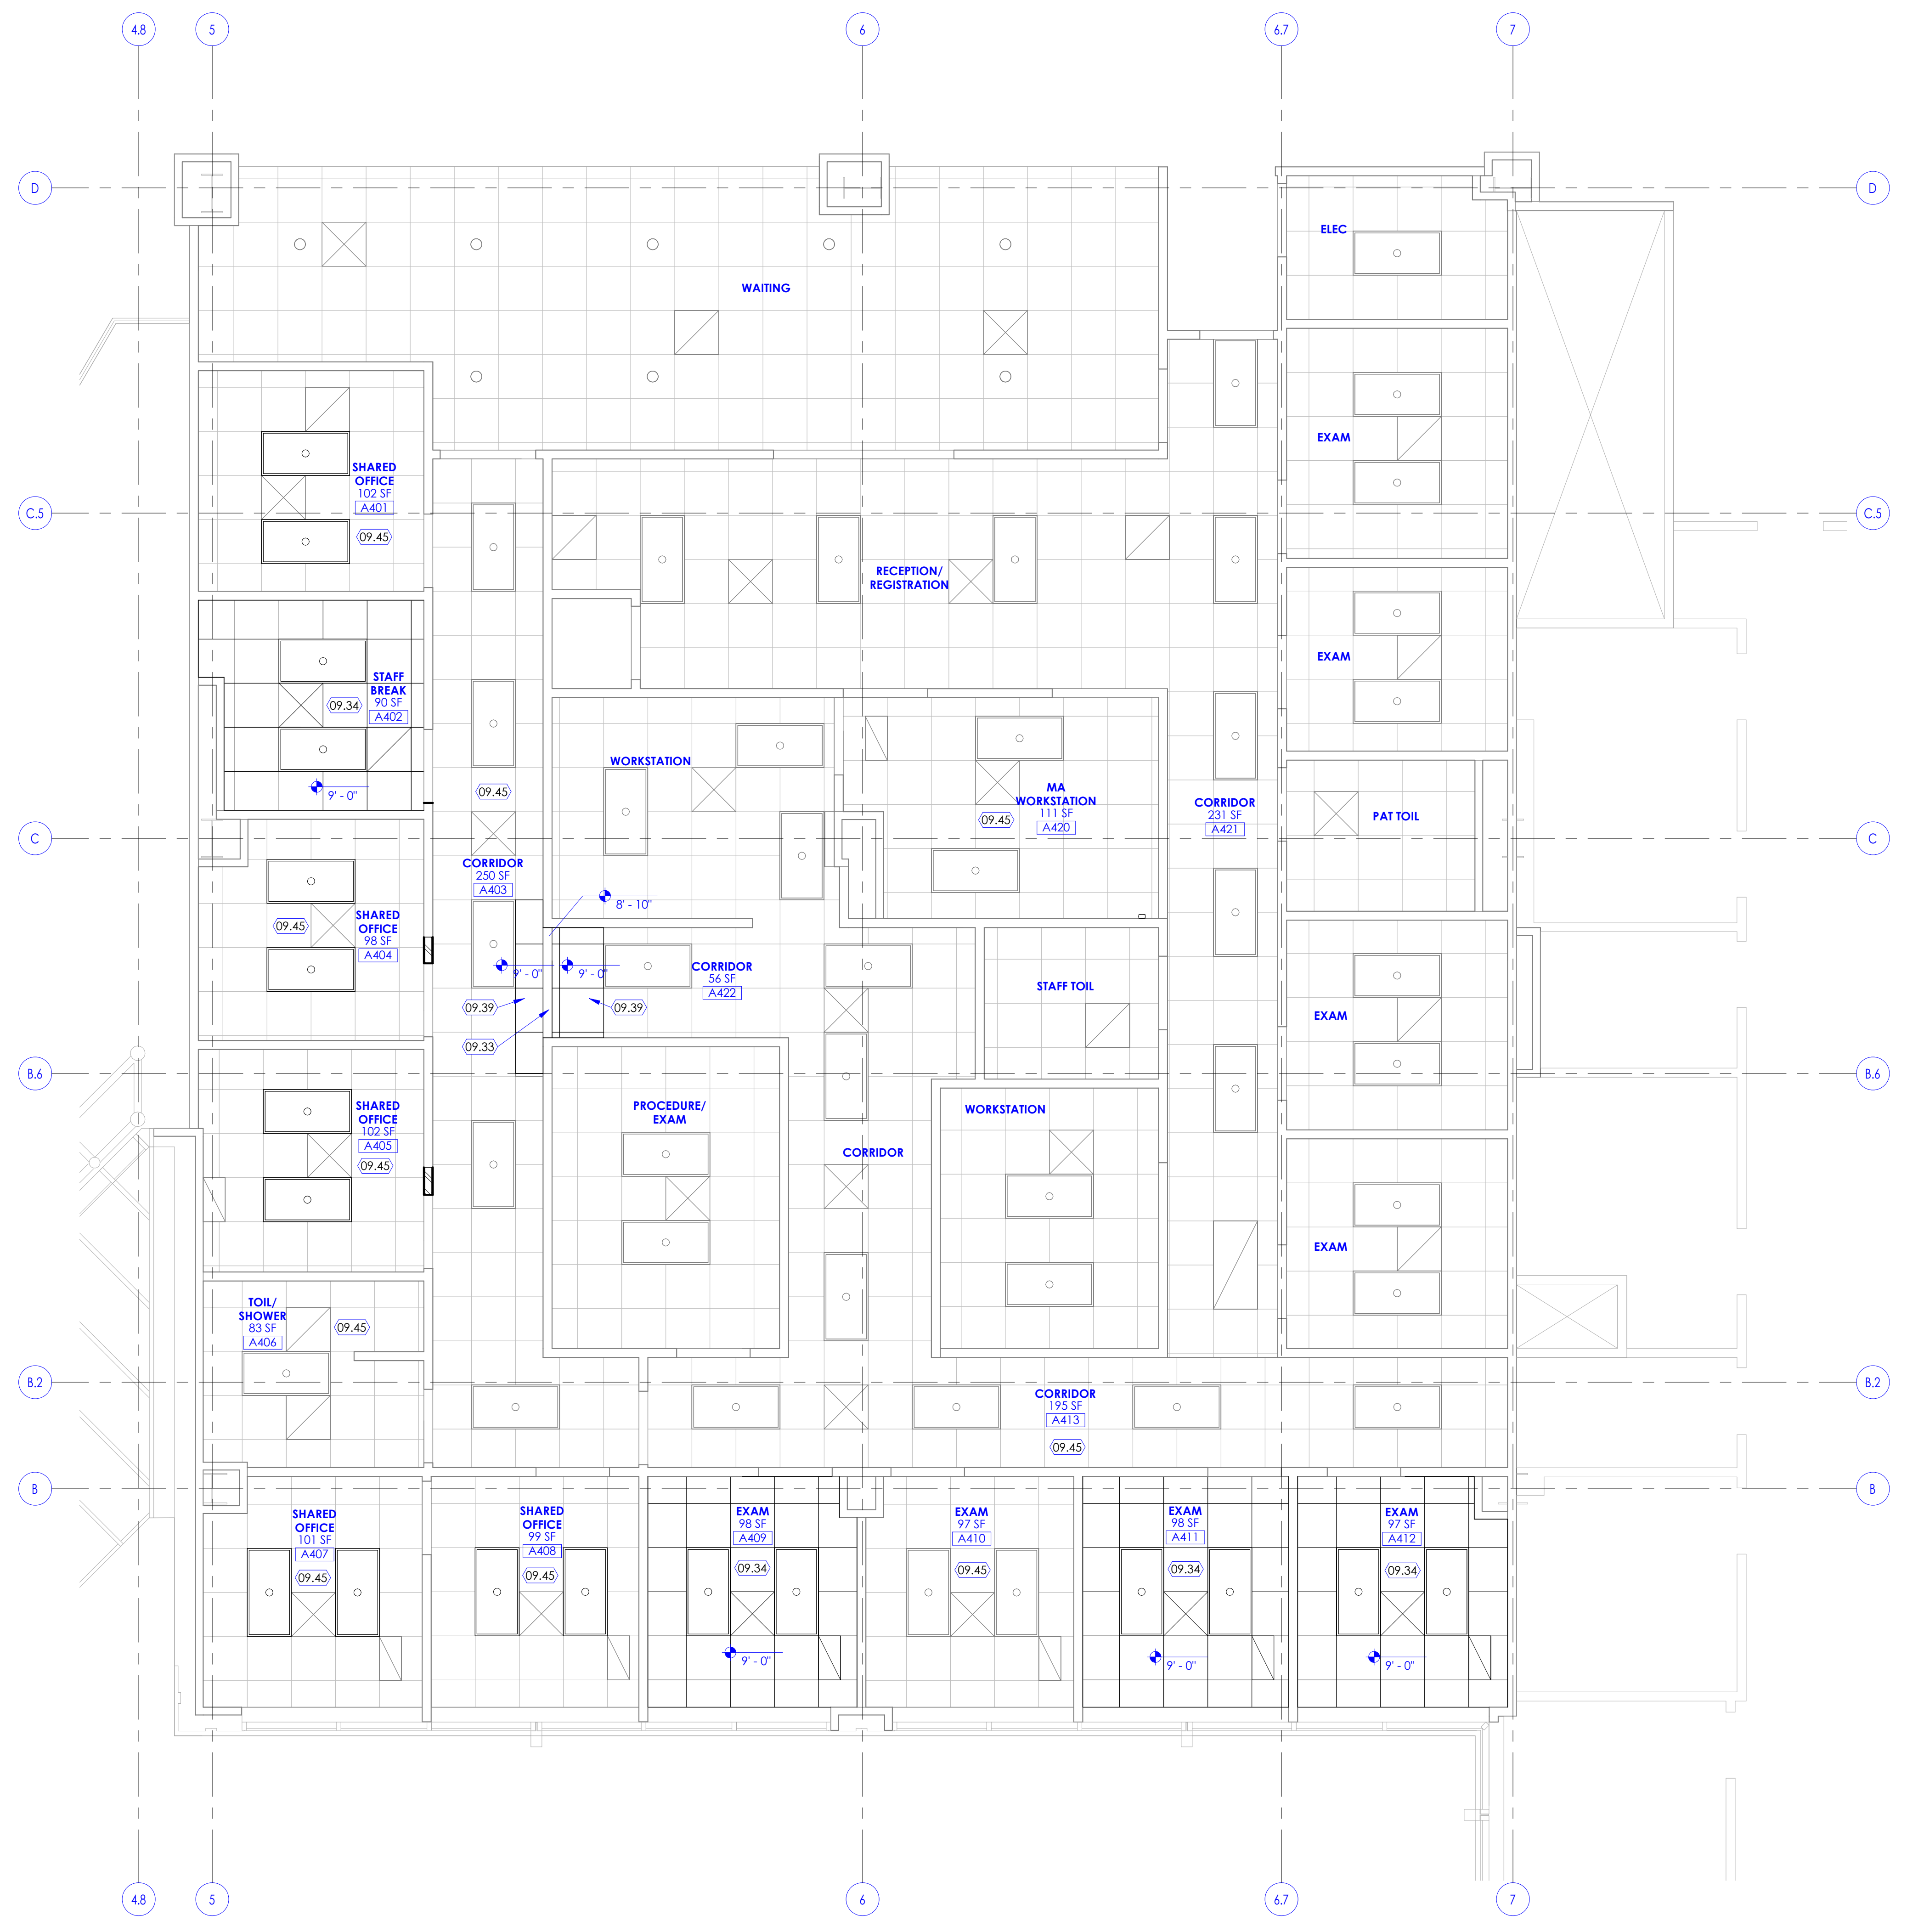 4.8
5
6
6.7
7
D
D
ELEC
WAITING
EXAM
SHARED
OFFICE
102 SF
A401
09.45
C.5
C.5
RECEPTION/
REGISTRATION
EXAM
STAFF
BREAK
90 SF
A402
09.34
9' - 0"
WORKSTATION
09.45
MA
WORKSTATION
111 SF
A420
09.45
CORRIDOR
231 SF
A421
PAT TOIL
C
C
CORRIDOR
250 SF
A403
8' - 10"
SHARED
OFFICE
98 SF
A404
09.45
9' - 0"
9' - 0"
CORRIDOR
56 SF
A422
09.39
09.39
09.33
STAFF TOIL
EXAM
B.6
B.6
SHARED
OFFICE
102 SF
A405
09.45
PROCEDURE/
EXAM
WORKSTATION
CORRIDOR
EXAM
TOIL/
SHOWER
83 SF
A406
09.45
B.2
B.2
CORRIDOR
195 SF
A413
09.45
B
B
SHARED
OFFICE
101 SF
A407
09.45
SHARED
OFFICE
99 SF
A408
09.45
EXAM
98 SF
A409
09.34
9' - 0"
EXAM
97 SF
A410
09.45
EXAM
98 SF
A411
09.34
9' - 0"
EXAM
97 SF
A412
09.34
9' - 0"
4.8
5
6
6.7
7